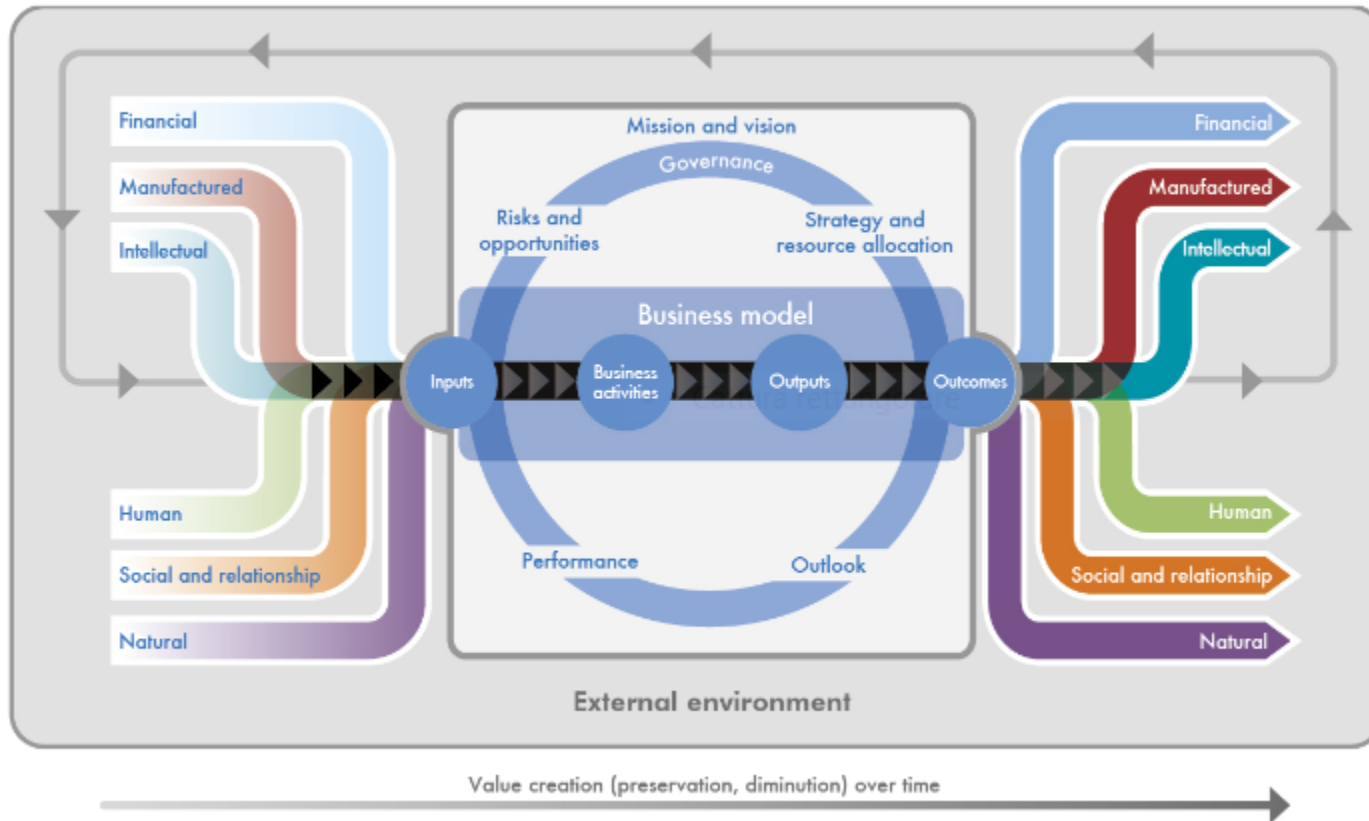 Financial
Manufactured
Intellectual
Human
Social and relationship
Natural
Mission and vision
Governance
Risks and
opportunities
Strategy and
resource allocation
Business model
Inputs
Business
activities
Outputs
Outcomes
Cattura rettangolare
Performance
Outlook
Financial
Manufactured
Intellectual
Human
Social and relationship
Natural
External environment
Value creation (preservation, diminution) over time